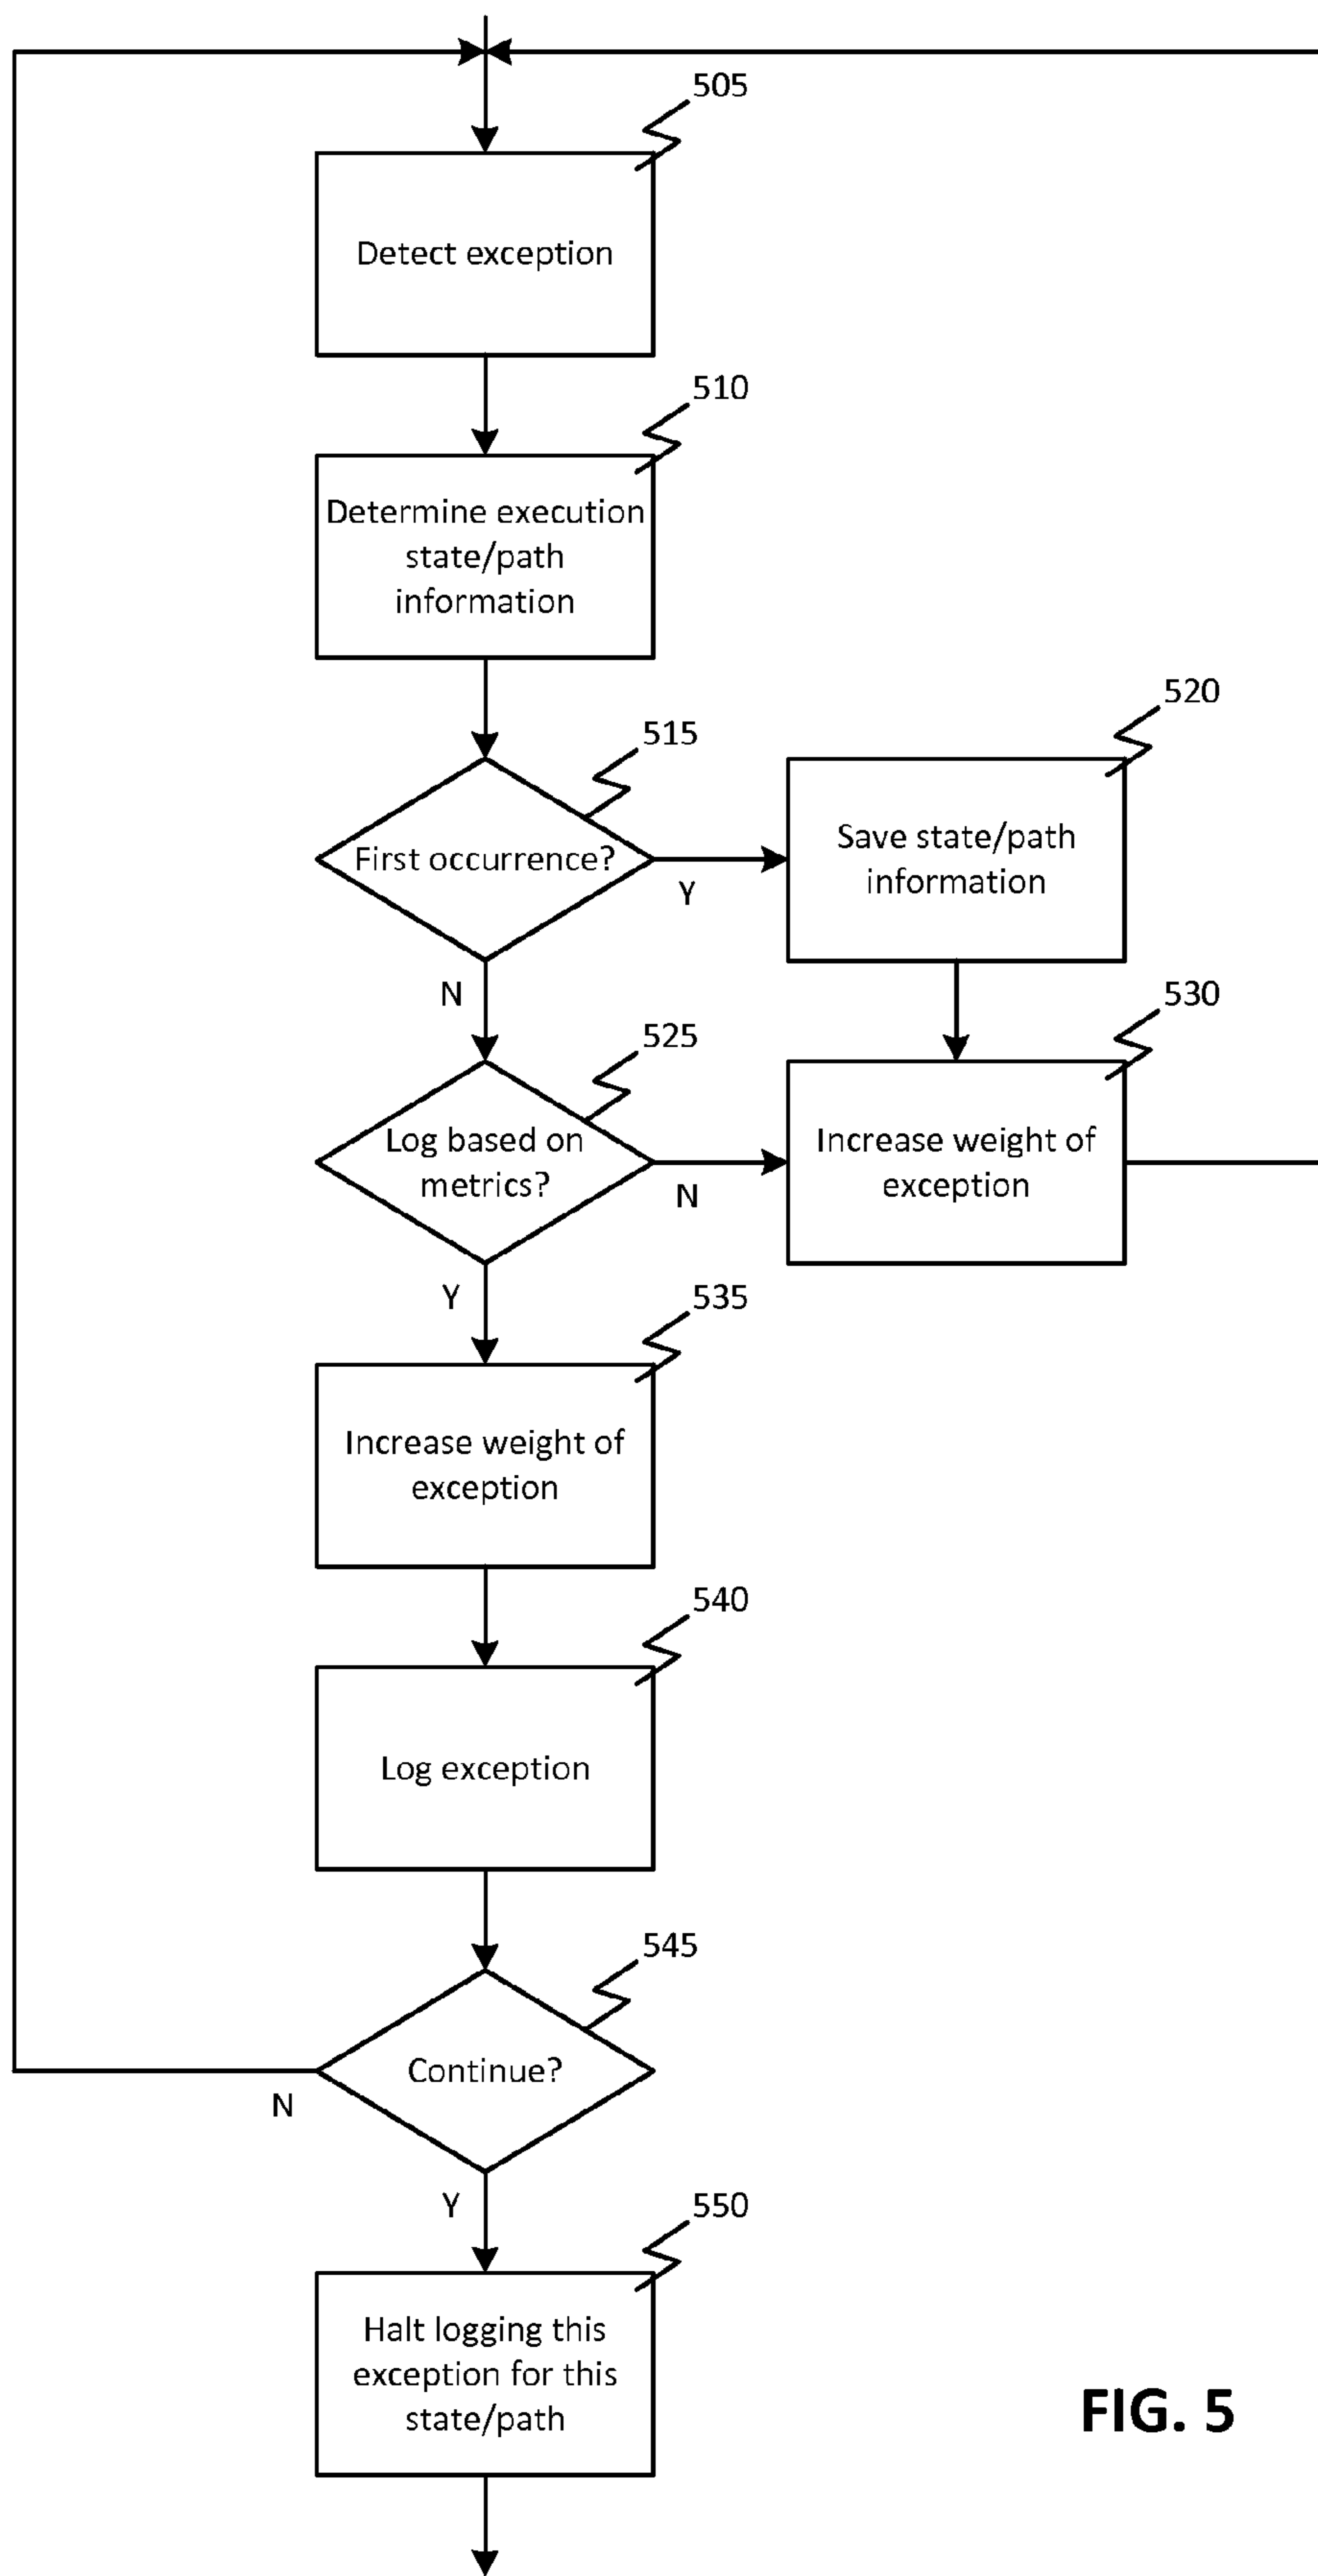 505
Detect exception
510
Determine execution
state/path
information
515
First occurrence?
Y
N
520
Save state/path
information
525
Log based on
metrics?
N
Y
530
Increase weight of
exception
535
Increase weight of
exception
540
Log exception
545
Continue?
N
Y
550
Halt logging this
exception for this
state/path
FIG. 5